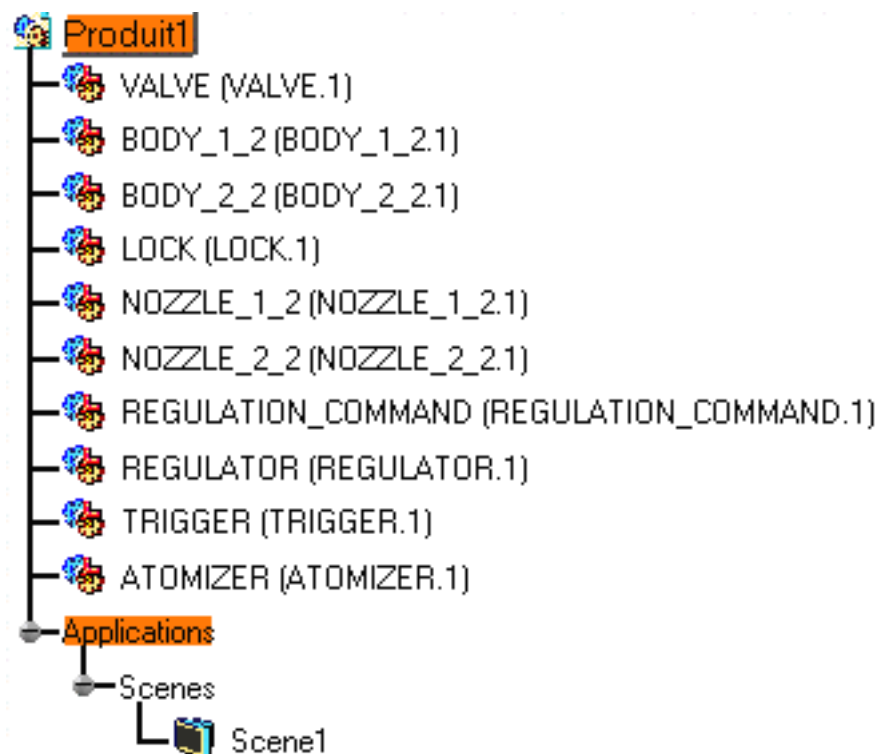 Produit1
VALVE (VALVE.1)
BODY_1_2 (BODY_1_2.1)
BODY_2_2 (BODY_2_2.1)
LOCK (LOCK.1)
NOZZLE_1_2 (NOZZLE_1_2.1)
NOZZLE_2_2 (NOZZLE_2_2.1)
REGULATION_COMMAND (REGULATION_COMMAND.1)
REGULATOR (REGULATOR.1)
TRIGGER (TRIGGER.1)
ATOMIZER (ATOMIZER.1)
Applications
Scenes
Scene1